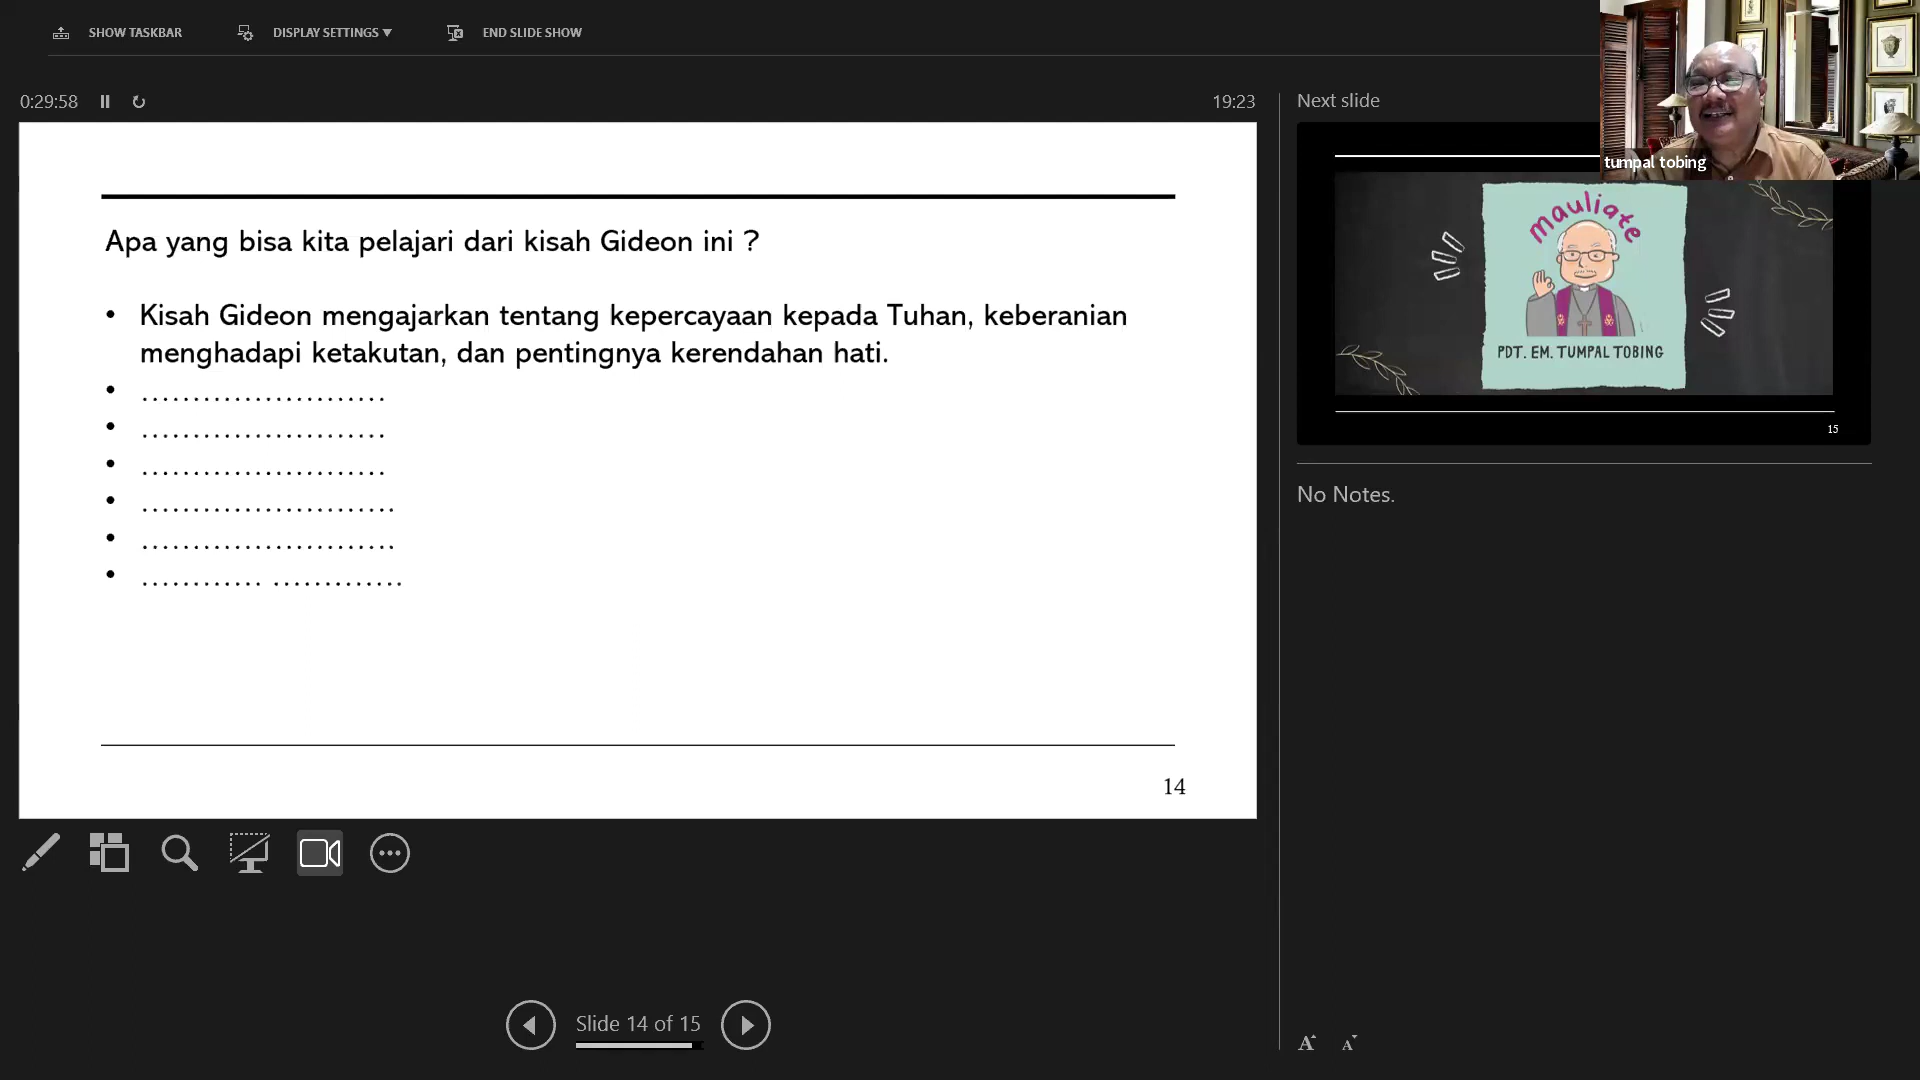 SHOW TASKBAR
DISPLAY SETTINGS ▼
END SLIDE SHOW
0:29:58
19:23
Next slide
tumpal tobing
Apa yang bisa kita pelajari dari kisah Gideon ini ?
• Kisah Gideon mengajarkan tentang kepercayaan kepada Tuhan, keberanian
menghadapi ketakutan, dan pentingnya kerendahan hati.
• .......................
• .......................
• .......................
• ........................
• ........................
• ............ .............
14
mauliate
PDT. EM. TUMPAL TOBING
15
No Notes.
Slide 14 of 15
A
A